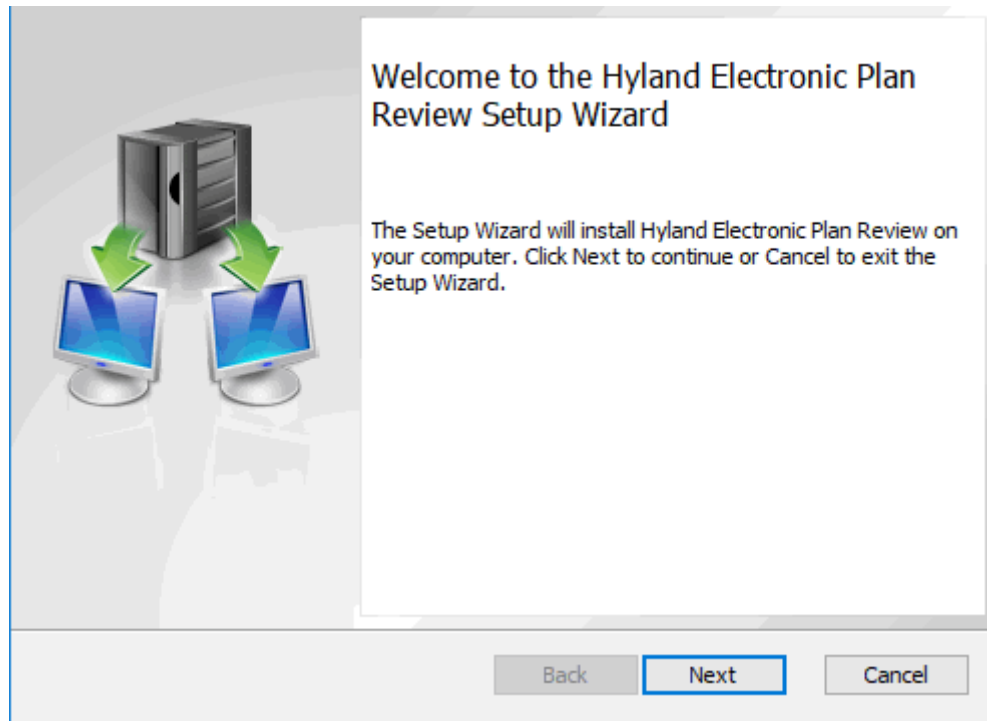 Welcome to the Hyland Electronic Plan
Review Setup Wizard
The Setup Wizard will install Hyland Electronic Plan Review on
your computer. Click Next to continue or Cancel to exit the
Setup Wizard.
Back Next Cancel